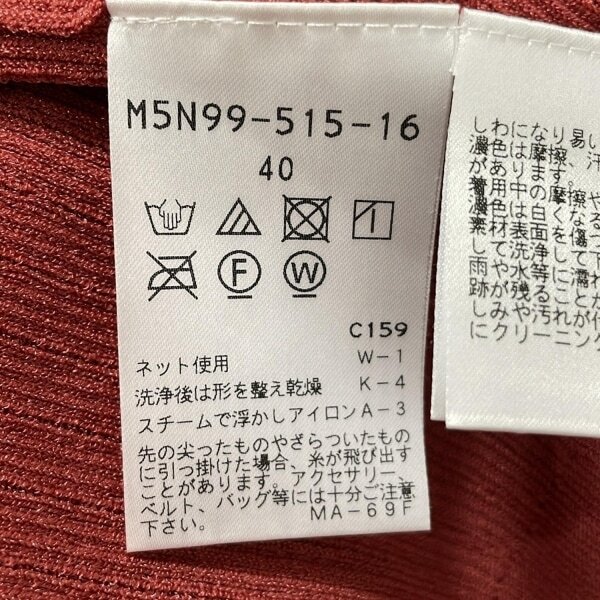 M5N99-515-16
40
F
W
C159
ネット使用 W-1
洗浄後は形を整え乾燥 K-4
スチームで浮かしアイロン A-3
先の尖ったものやざらついたもの
に引っ掛けた場合、糸が飛び出す
ことがあります。アクセサリー、
ベルト、バッグ等には十分ご注意
下さい。 MA-69F
しわになり易い
濃色は摩擦、汗
があります。
着用中の摩擦や
濃色は白くなる
素材表面を傷つ
して洗浄して下
雨や水等に濡れ
跡が残ることが
しみや汚れが付
にクリーニング